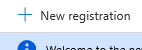 New registration
Welcome to the